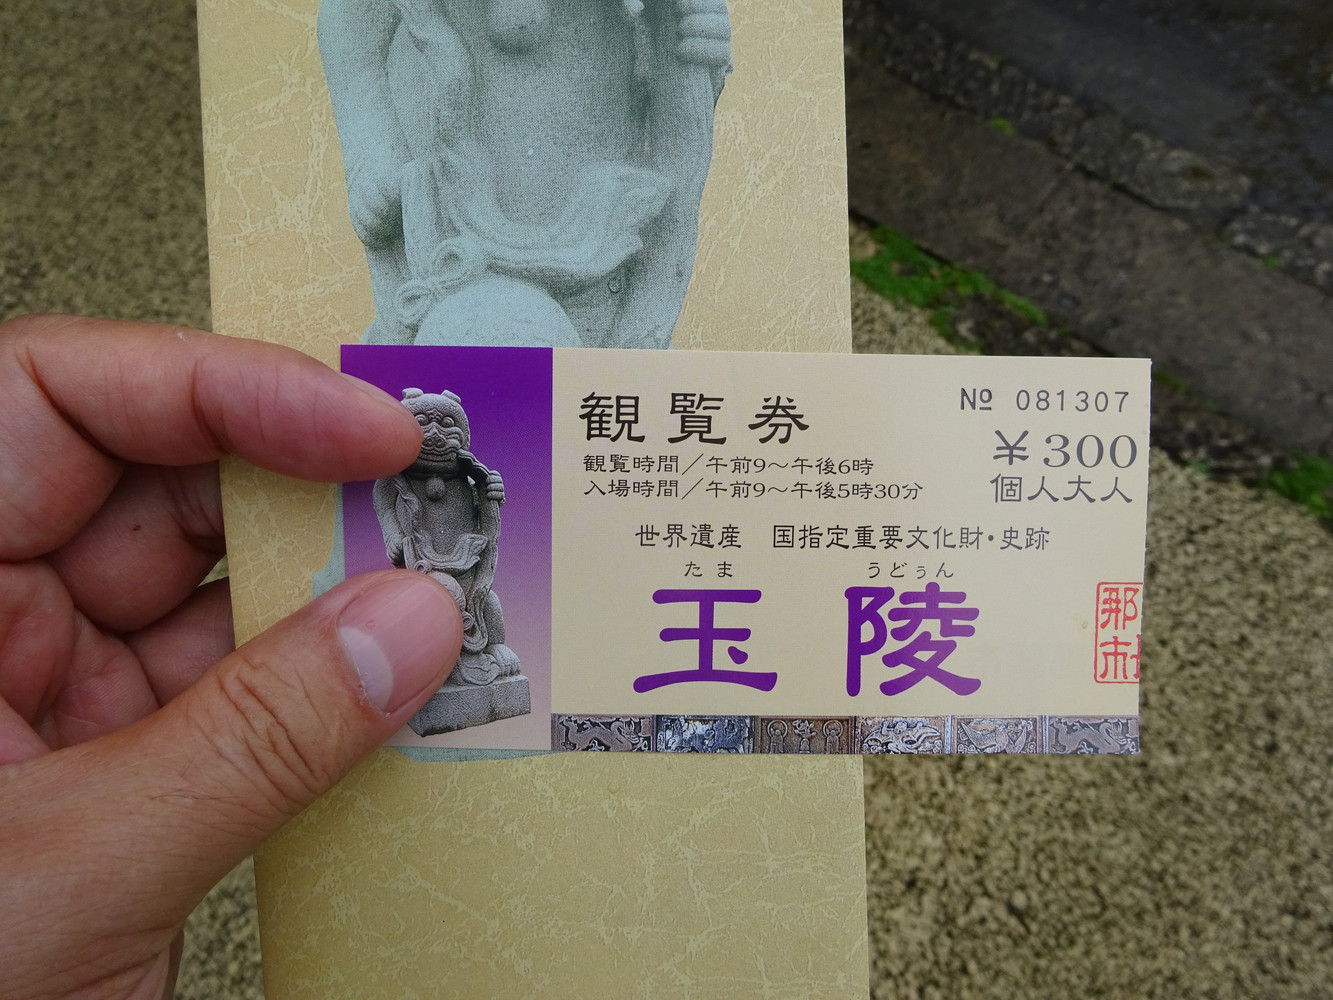 観覧券
№ 081307
観覧時間／午前9～午後6時
入場時間／午前9～午後5時30分
￥300
個人大人
世界遺産 国指定重要文化財・史跡
たま うどぅん
玉陵
那
市